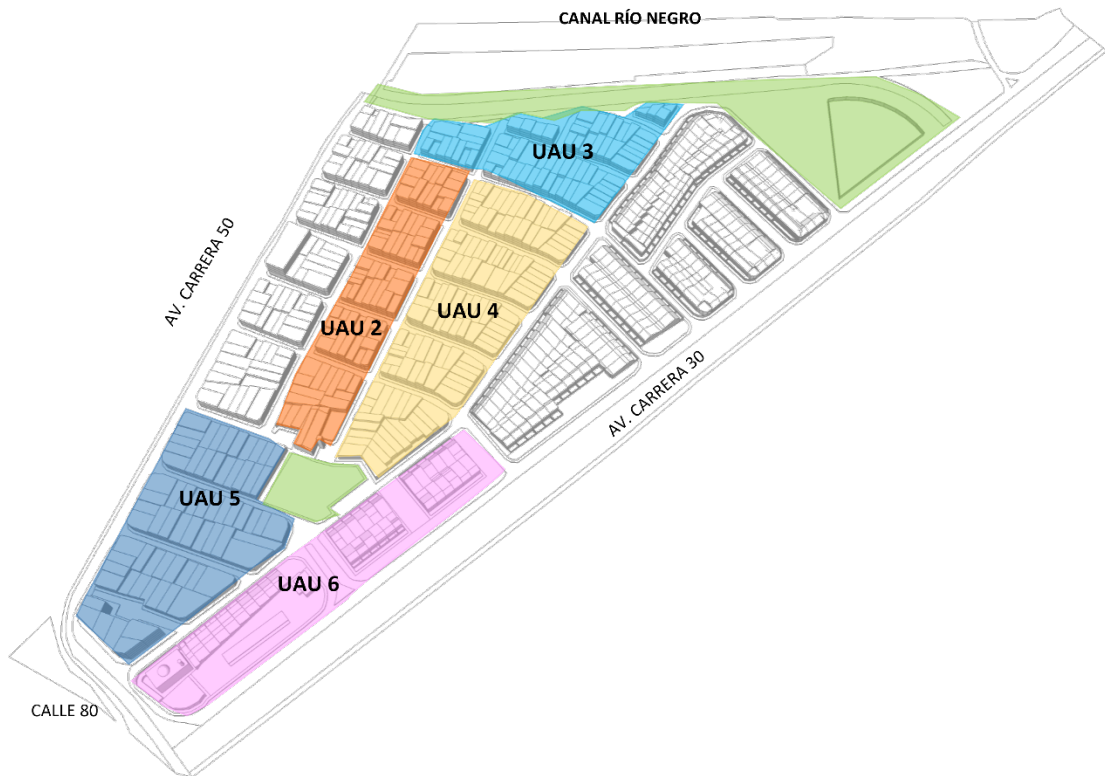 CANAL RÍO NEGRO
UAU 3
AV. CARRERA 50
UAU 2
UAU 4
AV. CARRERA 30
UAU 5
UAU 6
CALLE 80